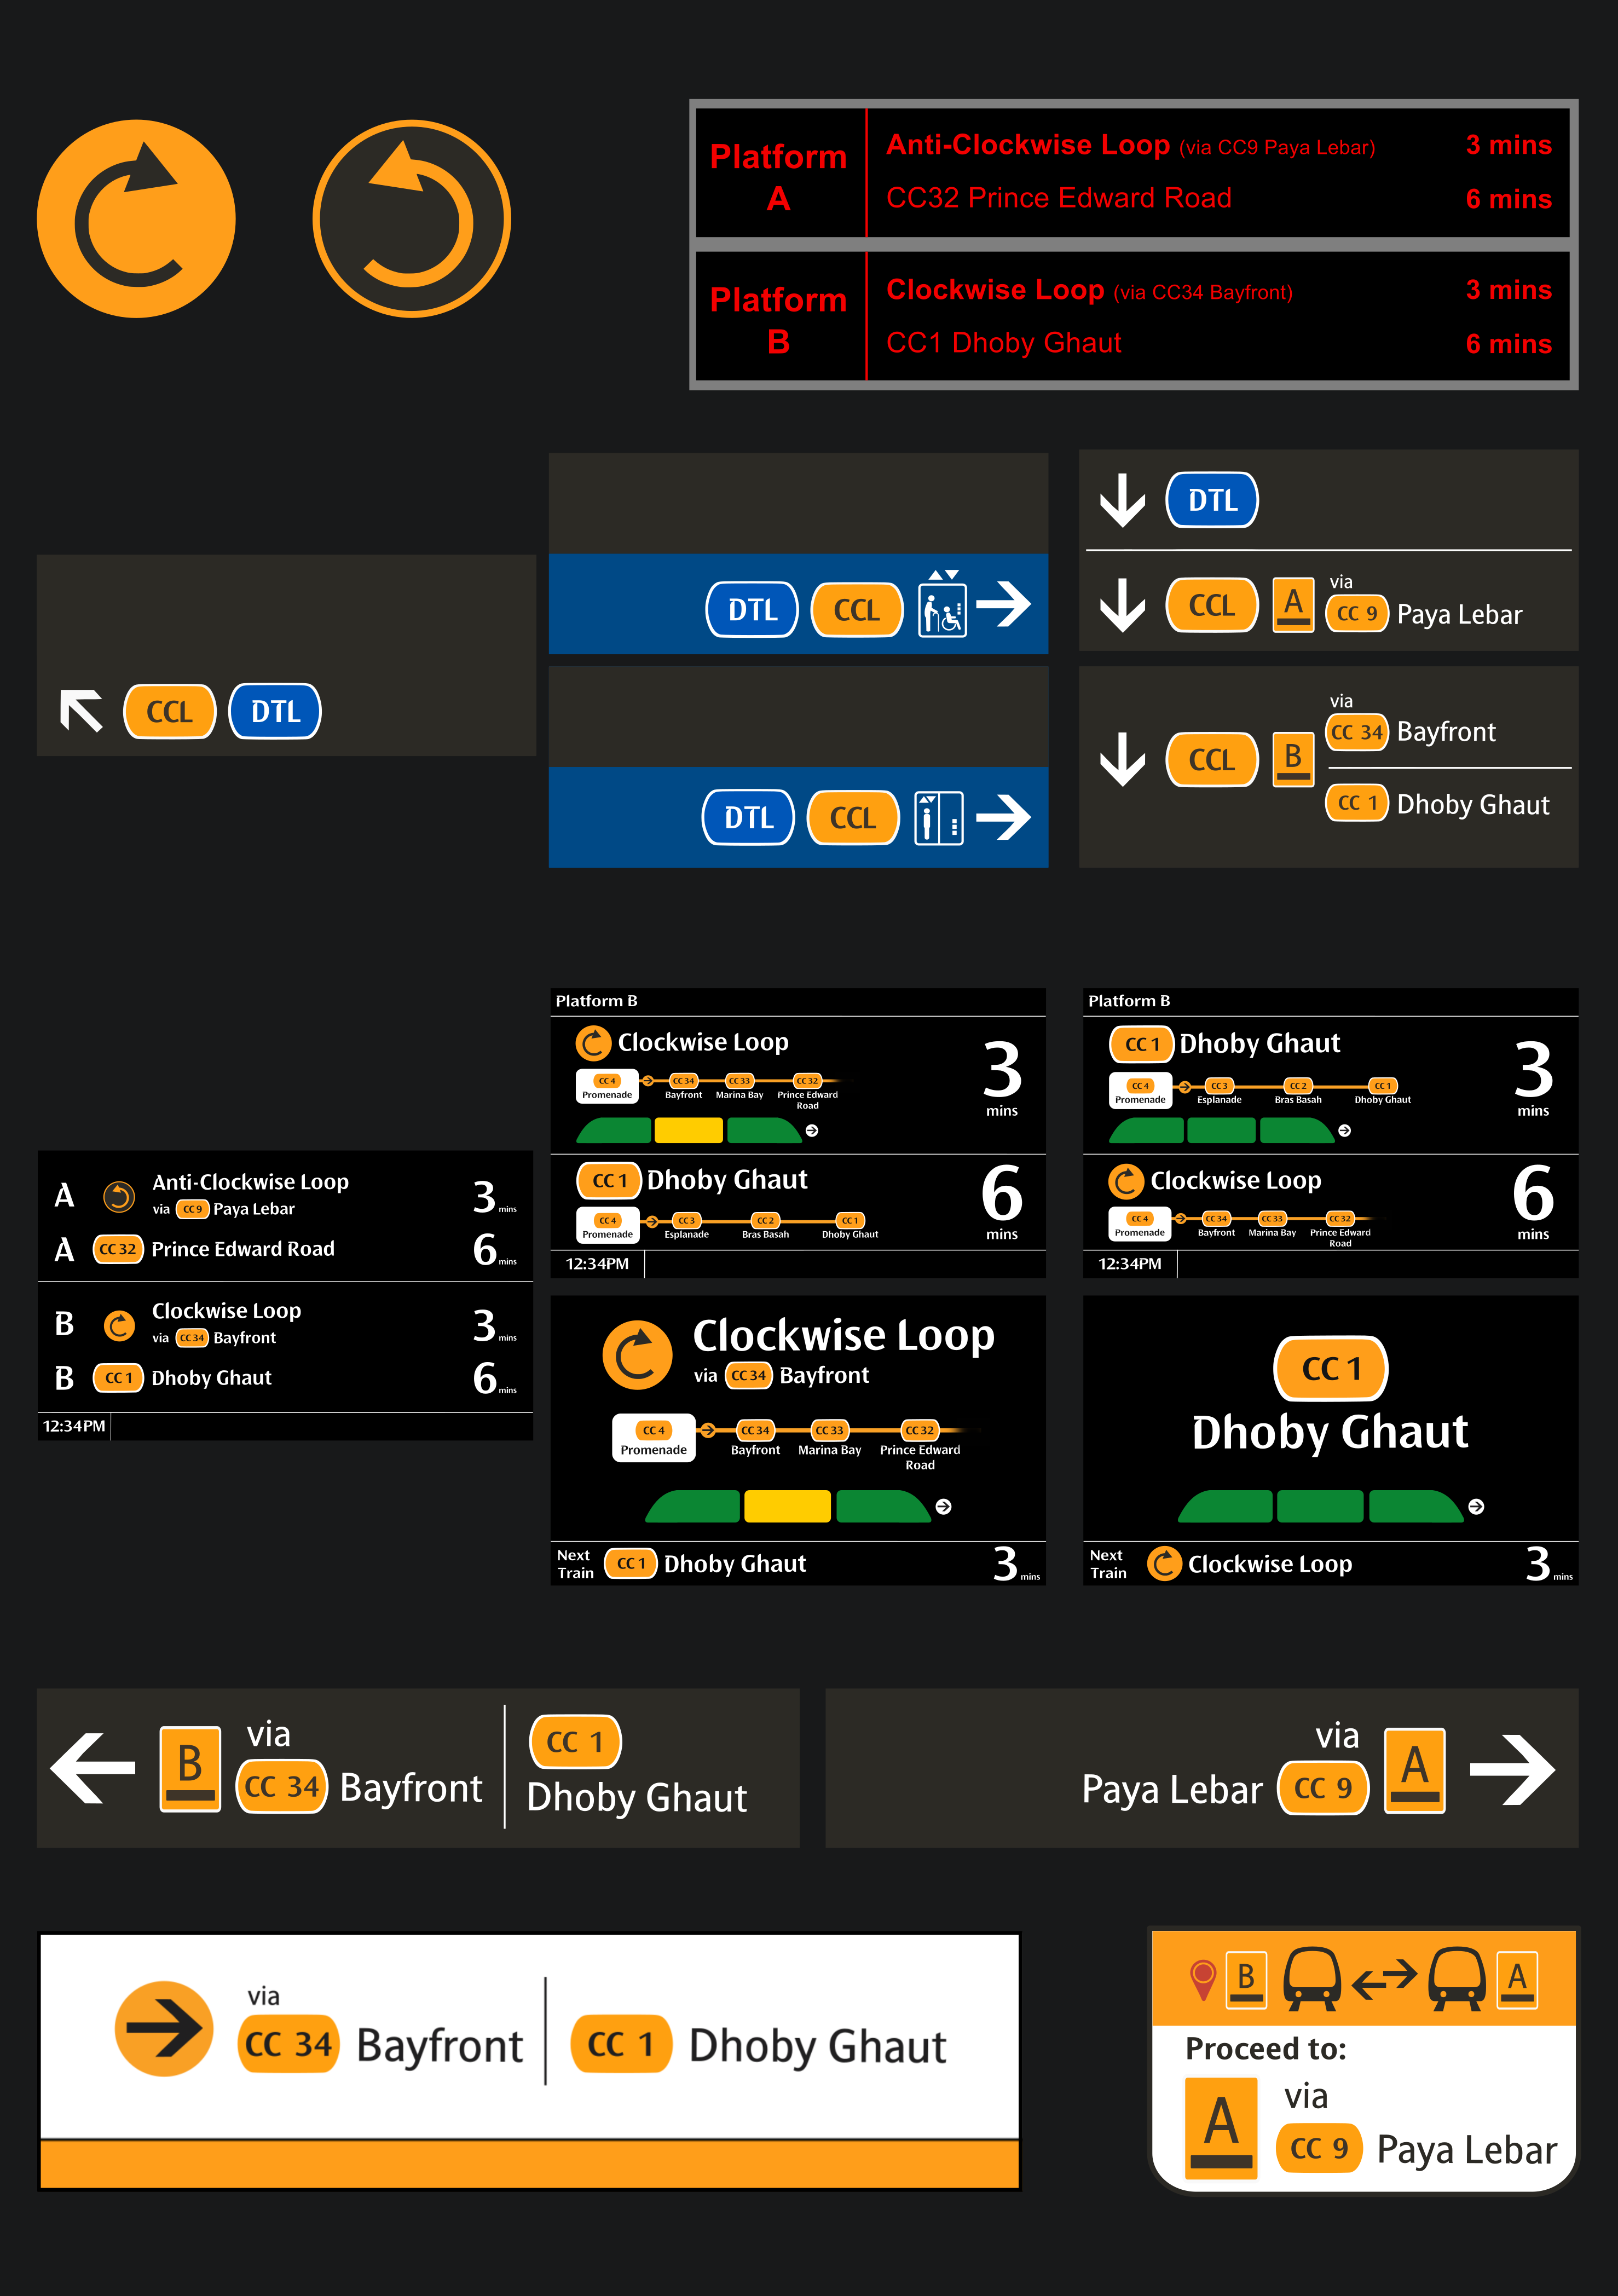 Platform A
Anti-Clockwise Loop (via CC9 Paya Lebar) 3 mins
CC32 Prince Edward Road 6 mins
Platform B
Clockwise Loop (via CC34 Bayfront) 3 mins
CC1 Dhoby Ghaut 6 mins
CCL DTL
DTL CCL
DTL CCL
DTL
CCL A via CC 9 Paya Lebar
CCL B via CC 34 Bayfront
CC 1 Dhoby Ghaut
A Anti-Clockwise Loop 3 mins
via CC 9 Paya Lebar
A CC 32 Prince Edward Road 6 mins
B Clockwise Loop 3 mins
via CC 34 Bayfront
B CC 1 Dhoby Ghaut 6 mins
12:34PM
Platform B
Clockwise Loop 3 mins
CC 4 CC 34 CC 33 CC 32
Promenade Bayfront Marina Bay Prince Edward Road
CC 1 Dhoby Ghaut 6 mins
CC 4 CC 3 CC 2 CC 1
Promenade Esplanade Bras Basah Dhoby Ghaut
12:34PM
Platform B
CC 1 Dhoby Ghaut 3 mins
CC 4 CC 3 CC 2 CC 1
Promenade Esplanade Bras Basah Dhoby Ghaut
Clockwise Loop 6 mins
CC 4 CC 34 CC 33 CC 32
Promenade Bayfront Marina Bay Prince Edward Road
12:34PM
Clockwise Loop
via CC 34 Bayfront
CC 4 CC 34 CC 33 CC 32
Promenade Bayfront Marina Bay Prince Edward Road
Next Train CC 1 Dhoby Ghaut 3 mins
CC 1
Dhoby Ghaut
Next Train Clockwise Loop 3 mins
B via CC 34 Bayfront
CC 1
Dhoby Ghaut
via
Paya Lebar CC 9 A
via
CC 34 Bayfront CC 1 Dhoby Ghaut
B A
Proceed to:
A via
CC 9 Paya Lebar